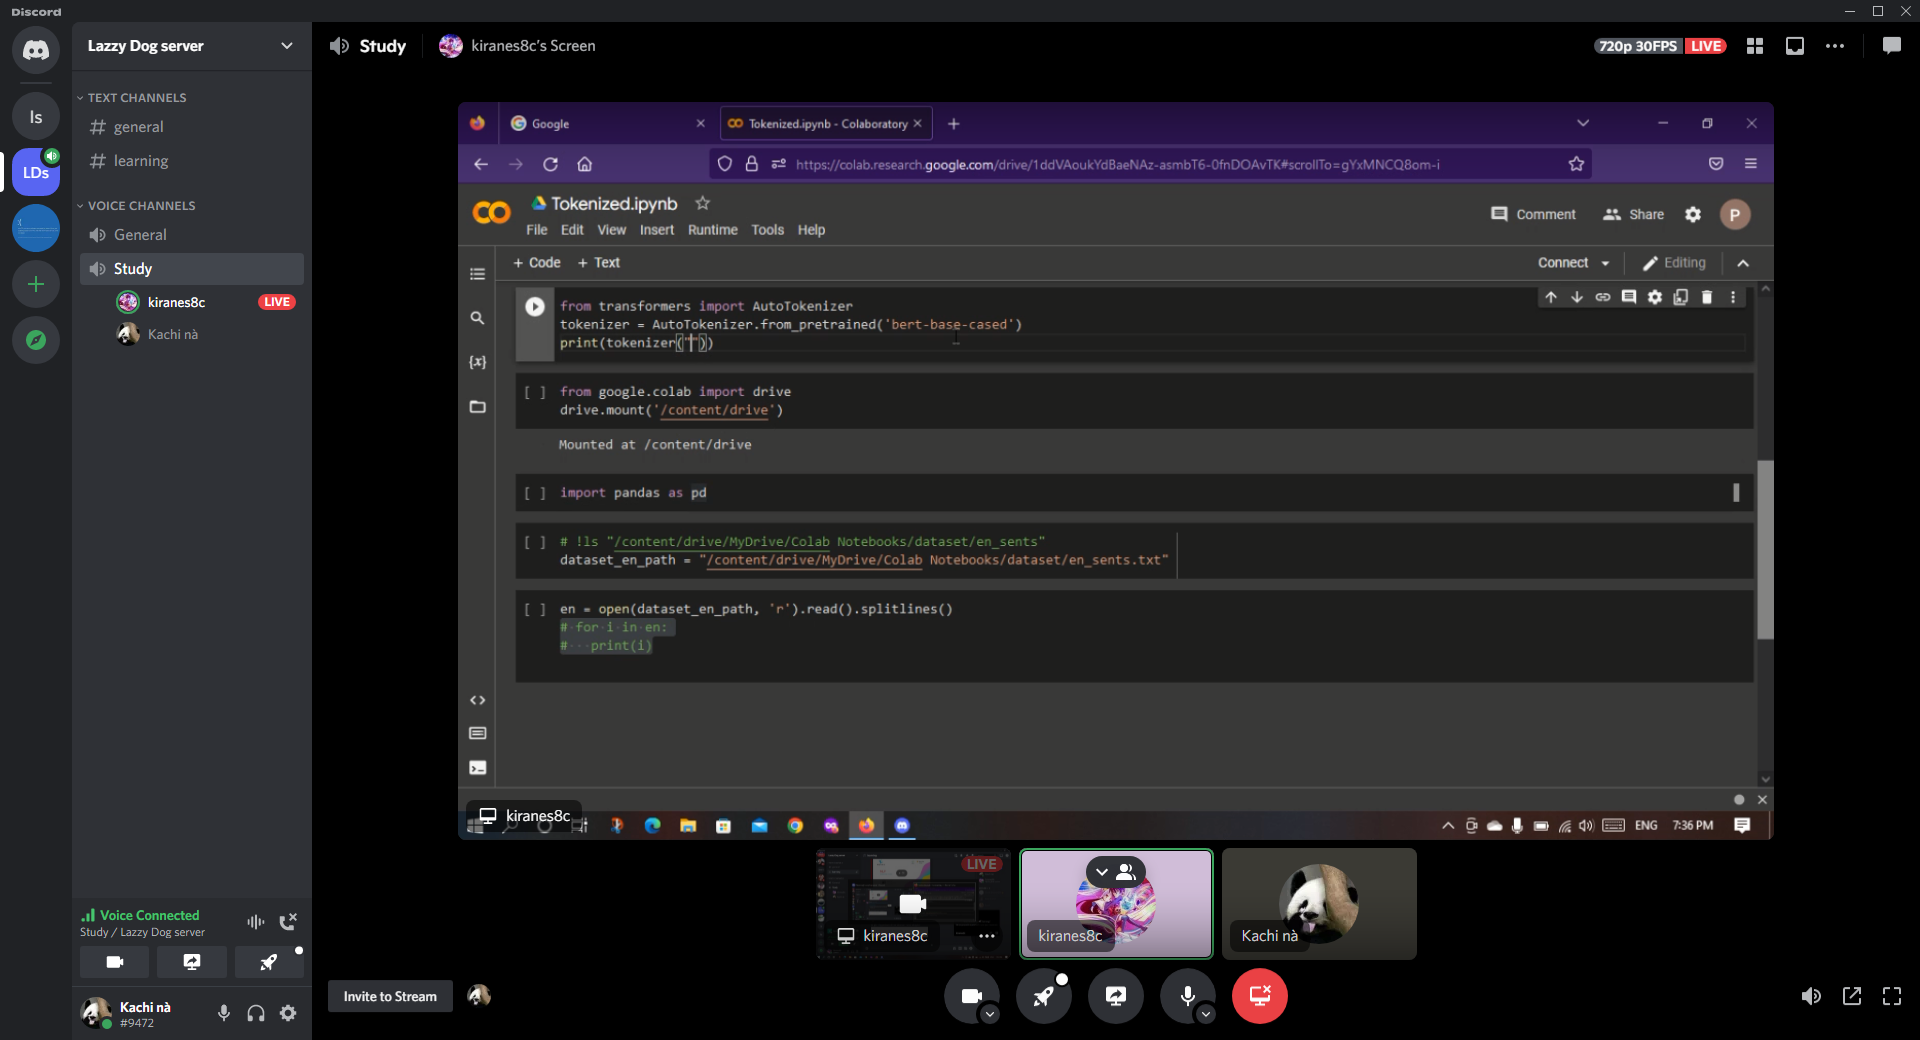 Discord
Lazzy Dog server
Is
LDs
TEXT CHANNELS
general
learning
VOICE CHANNELS
General
Study
kiranes8c LIVE
Kachi nà
Study
kiranes8c's Screen
720p 30FPS LIVE
Google
Tokenized.ipynb - Colaboratory
https://colab.research.google.com/drive/1ddVAoukYdBaeNAz-asmbT6-0fnDOAvTK#scrollTo=gYxMNCQ8om-i
Tokenized.ipynb
Comment Share P
File Edit View Insert Runtime Tools Help
+ Code + Text
Connect Editing
from transformers import AutoTokenizer
tokenizer = AutoTokenizer.from_pretrained('bert-base-cased')
print(tokenizer(""))
{x}
[ ] from google.colab import drive
drive.mount('/content/drive')
Mounted at /content/drive
[ ] import pandas as pd
[ ] # !ls "/content/drive/MyDrive/Colab Notebooks/dataset/en_sents"
dataset_en_path = "/content/drive/MyDrive/Colab Notebooks/dataset/en_sents.txt"
[ ] en = open(dataset_en_path, 'r').read().splitlines()
# for i in en:
#   print(i)
kiranes8c
ENG 7:36 PM
LIVE
kiranes8c
kiranes8c
Kachi nà
Voice Connected
Study / Lazzy Dog server
Kachi nà
#9472
Invite to Stream